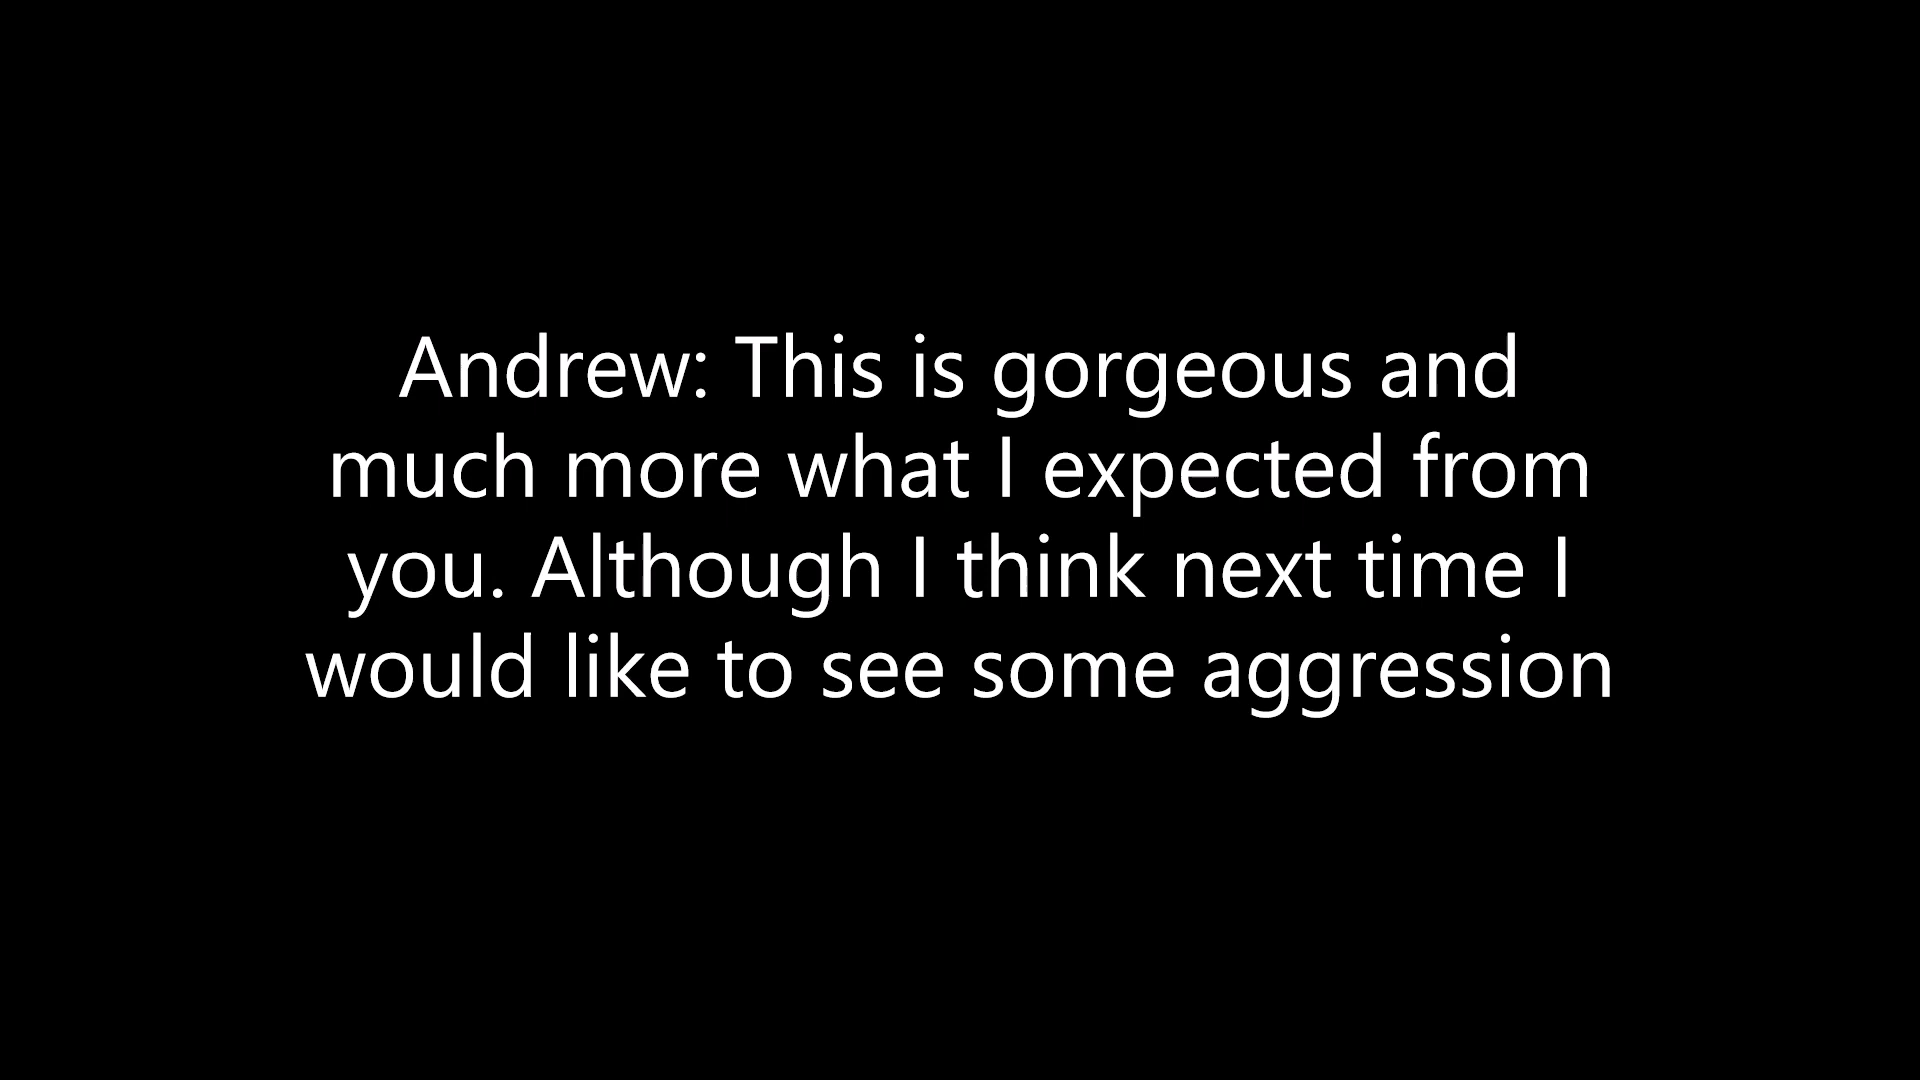 Andrew: This is gorgeous and
much more what I expected from
you. Although I think next time I
would like to see some aggression